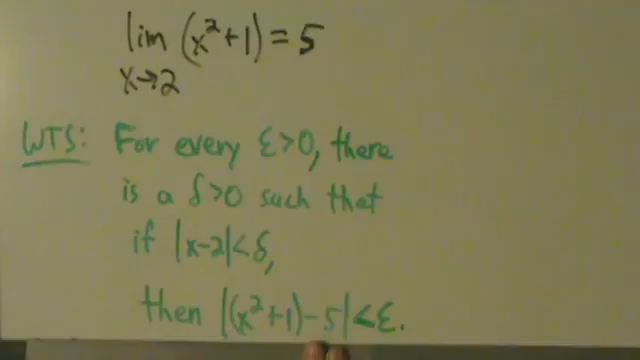 lim (x²+1) = 5
x→2
WTS: For every ε>0, there
is a δ>0 such that
if |x-2|<δ,
then |(x²+1)-5|<ε.